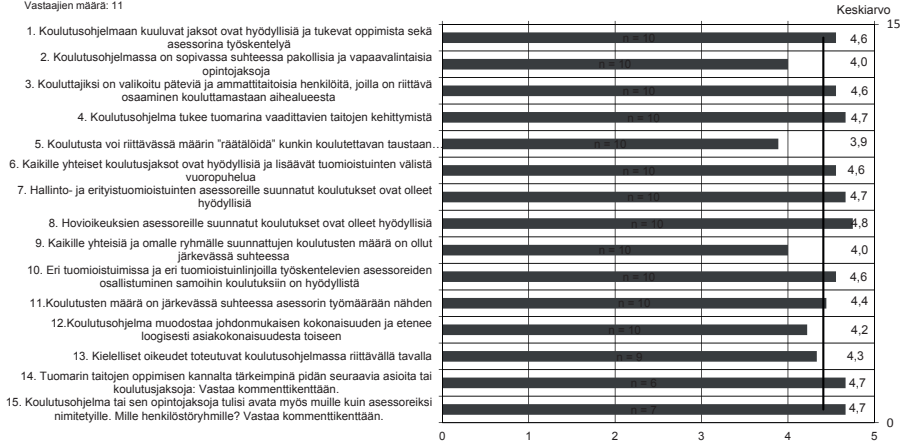 Vastaajien määrä: 11
Keskiarvo
15
1. Koulutusohjelmaan kuuluvat jaksot ovat hyödyllisiä ja tukevat oppimista sekä
asessorina työskentelyä
n = 10
4,6
2. Koulutusohjelmassa on sopivassa suhteessa pakollisia ja vapaavalintaisia
opintojaksoja
n = 10
4,0
3. Kouluttajiksi on valikoitu päteviä ja ammattitaitoisia henkilöitä, joilla on riittävä
osaaminen kouluttamastaan aihealueesta
n = 10
4,6
4. Koulutusohjelma tukee tuomarina vaadittavien taitojen kehittymistä
n = 10
4,7
5. Koulutusta voi riittävässä määrin "räätälöidä" kunkin koulutettavan taustaan…
n = 10
3,9
6. Kaikille yhteiset koulutusjaksot ovat hyödyllisiä ja lisäävät tuomioistuinten välistä
vuoropuhelua
n = 10
4,6
7. Hallinto- ja erityistuomioistuinten asessoreille suunnatut koulutukset ovat olleet
hyödyllisiä
n = 10
4,7
8. Hovioikeuksien asessoreille suunnatut koulutukset ovat olleet hyödyllisiä
n = 10
4,8
9. Kaikille yhteisiä ja omalle ryhmälle suunnattujen koulutusten määrä on ollut
järkevässä suhteessa
n = 10
4,0
10. Eri tuomioistuimissa ja eri tuomioistuinlinjoilla työskentelevien asessoreiden
osallistuminen samoihin koulutuksiin on hyödyllistä
n = 10
4,6
11.Koulutusten määrä on järkevässä suhteessa asessorin työmäärään nähden
n = 10
4,4
12.Koulutusohjelma muodostaa johdonmukaisen kokonaisuuden ja etenee
loogisesti asiakokonaisuudesta toiseen
n = 10
4,2
13. Kielelliset oikeudet toteutuvat koulutusohjelmassa riittävällä tavalla
n = 9
4,3
14. Tuomarin taitojen oppimisen kannalta tärkeimpinä pidän seuraavia asioita tai
koulutusjaksoja: Vastaa kommenttikenttään.
n = 6
4,7
15. Koulutusohjelma tai sen opintojaksoja tulisi avata myös muille kuin asessoreiksi
nimitetyille. Mille henkilöstöryhmille? Vastaa kommenttikenttään.
n = 7
4,7
0
0 1 2 3 4 5